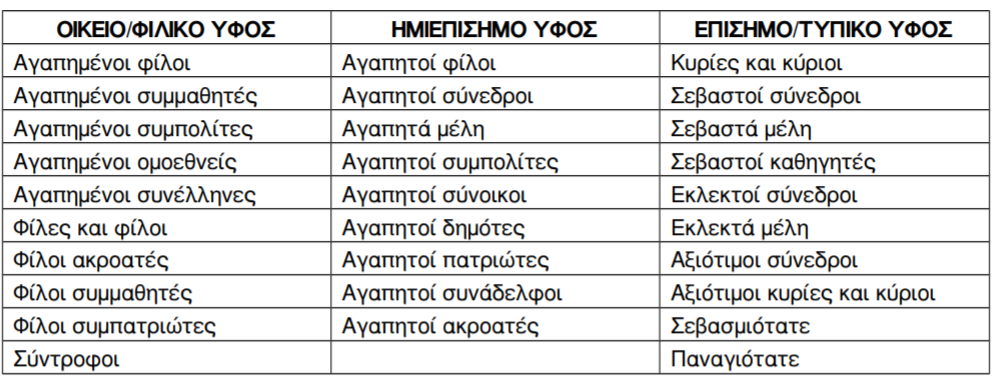 ΟΙΚΕΙΟ/ΦΙΛΙΚΟ ΥΦΟΣ ΗΜΙΕΠΙΣΗΜΟ ΥΦΟΣ ΕΠΙΣΗΜΟ/ΤΥΠΙΚΟ ΥΦΟΣ
Αγαπημένοι φίλοι Αγαπητοί φίλοι Κυρίες και κύριοι
Αγαπημένοι συμμαθητές Αγαπητοί σύνεδροι Σεβαστοί σύνεδροι
Αγαπημένοι συμπολίτες Αγαπητά μέλη Σεβαστά μέλη
Αγαπημένοι ομοεθνείς Αγαπητοί συμπολίτες Σεβαστοί καθηγητές
Αγαπημένοι συνέλληνες Αγαπητοί σύνοικοι Εκλεκτοί σύνεδροι
Φίλες και φίλοι Αγαπητοί δημότες Εκλεκτά μέλη
Φίλοι ακροατές Αγαπητοί πατριώτες Αξιότιμοι σύνεδροι
Φίλοι συμμαθητές Αγαπητοί συνάδελφοι Αξιότιμοι κυρίες και κύριοι
Φίλοι συμπατριώτες Αγαπητοί ακροατές Σεβασμιότατε
Σύντροφοι Παναγιότατε